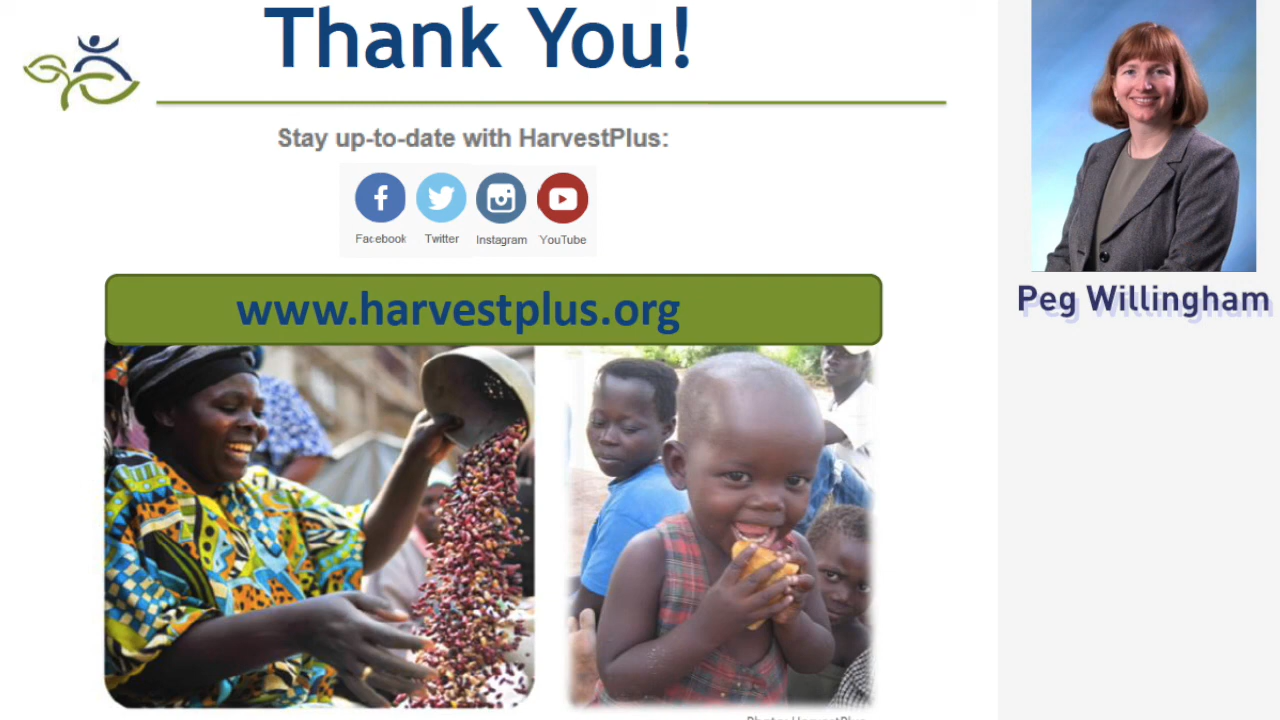 Thank You!
Stay up-to-date with HarvestPlus:
Facebook Twitter Instagram YouTube
www.harvestplus.org
Peg Willingham